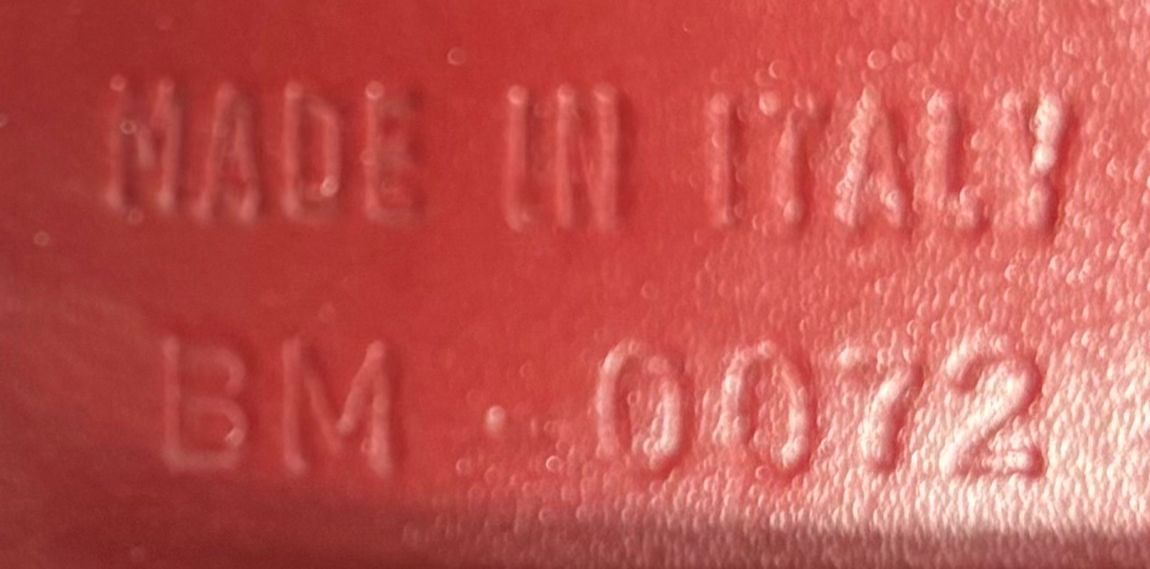 MADE IN ITALY
BM · 0072